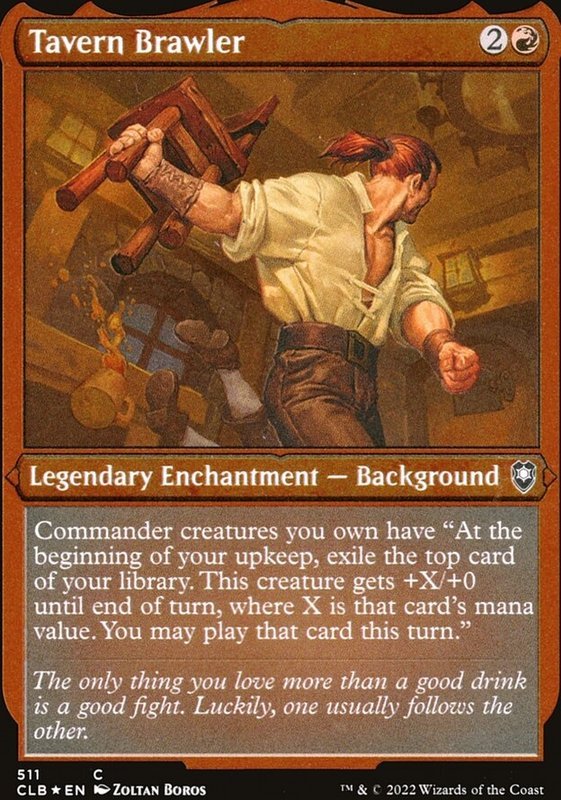 Tavern Brawler 2
Legendary Enchantment — Background
Commander creatures you own have “At the
beginning of your upkeep, exile the top card
of your library. This creature gets +X/+0
until end of turn, where X is that card’s mana
value. You may play that card this turn.”
The only thing you love more than a good drink
is a good fight. Luckily, one usually follows the
other.
511 C
CLB ★ EN Zoltan Boros
™ & © 2022 Wizards of the Coast